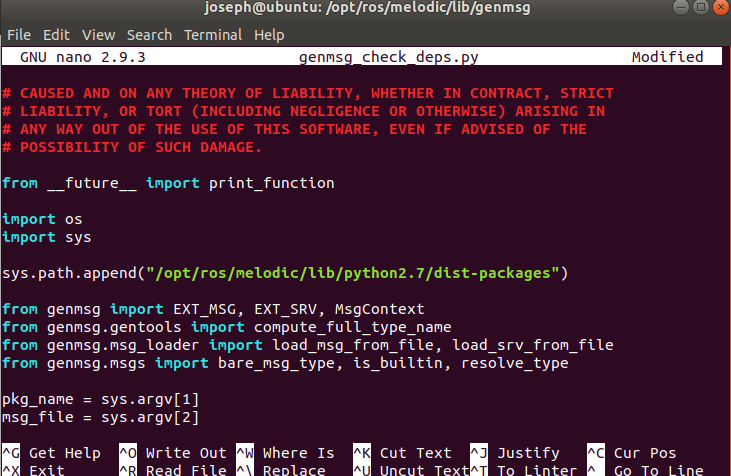 joseph@ubuntu: /opt/ros/melodic/lib/genmsg
File Edit View Search Terminal Help
GNU nano 2.9.3 genmsg_check_deps.py Modified
# CAUSED AND ON ANY THEORY OF LIABILITY, WHETHER IN CONTRACT, STRICT
# LIABILITY, OR TORT (INCLUDING NEGLIGENCE OR OTHERWISE) ARISING IN
# ANY WAY OUT OF THE USE OF THIS SOFTWARE, EVEN IF ADVISED OF THE
# POSSIBILITY OF SUCH DAMAGE.
from __future__ import print_function
import os
import sys
sys.path.append("/opt/ros/melodic/lib/python2.7/dist-packages")
from genmsg import EXT_MSG, EXT_SRV, MsgContext
from genmsg.gentools import compute_full_type_name
from genmsg.msg_loader import load_msg_from_file, load_srv_from_file
from genmsg.msgs import bare_msg_type, is_builtin, resolve_type
pkg_name = sys.argv[1]
msg_file = sys.argv[2]
^G Get Help ^O Write Out ^W Where Is ^K Cut Text ^J Justify ^C Cur Pos
^X Exit ^R Read File ^\ Replace ^U Uncut Text ^T To Linter ^_ Go To Line